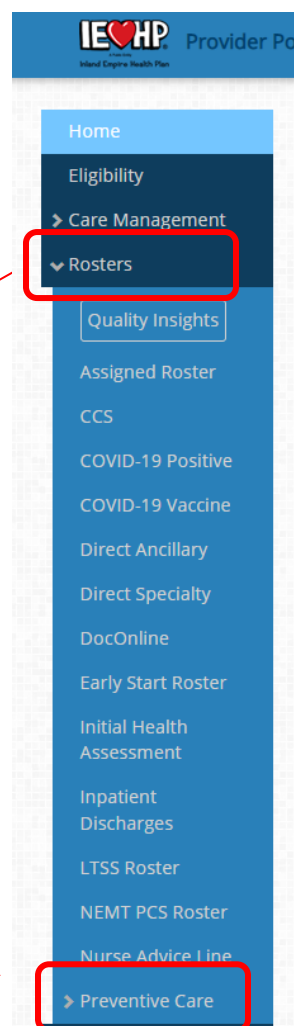 IEHP
A Public Entity
Inland Empire Health Plan
Provider Po
Home
Eligibility
Care Management
Rosters
Quality Insights
Assigned Roster
CCS
COVID-19 Positive
COVID-19 Vaccine
Direct Ancillary
Direct Specialty
DocOnline
Early Start Roster
Initial Health
Assessment
Inpatient
Discharges
LTSS Roster
NEMT PCS Roster
Nurse Advice Line
Preventive Care